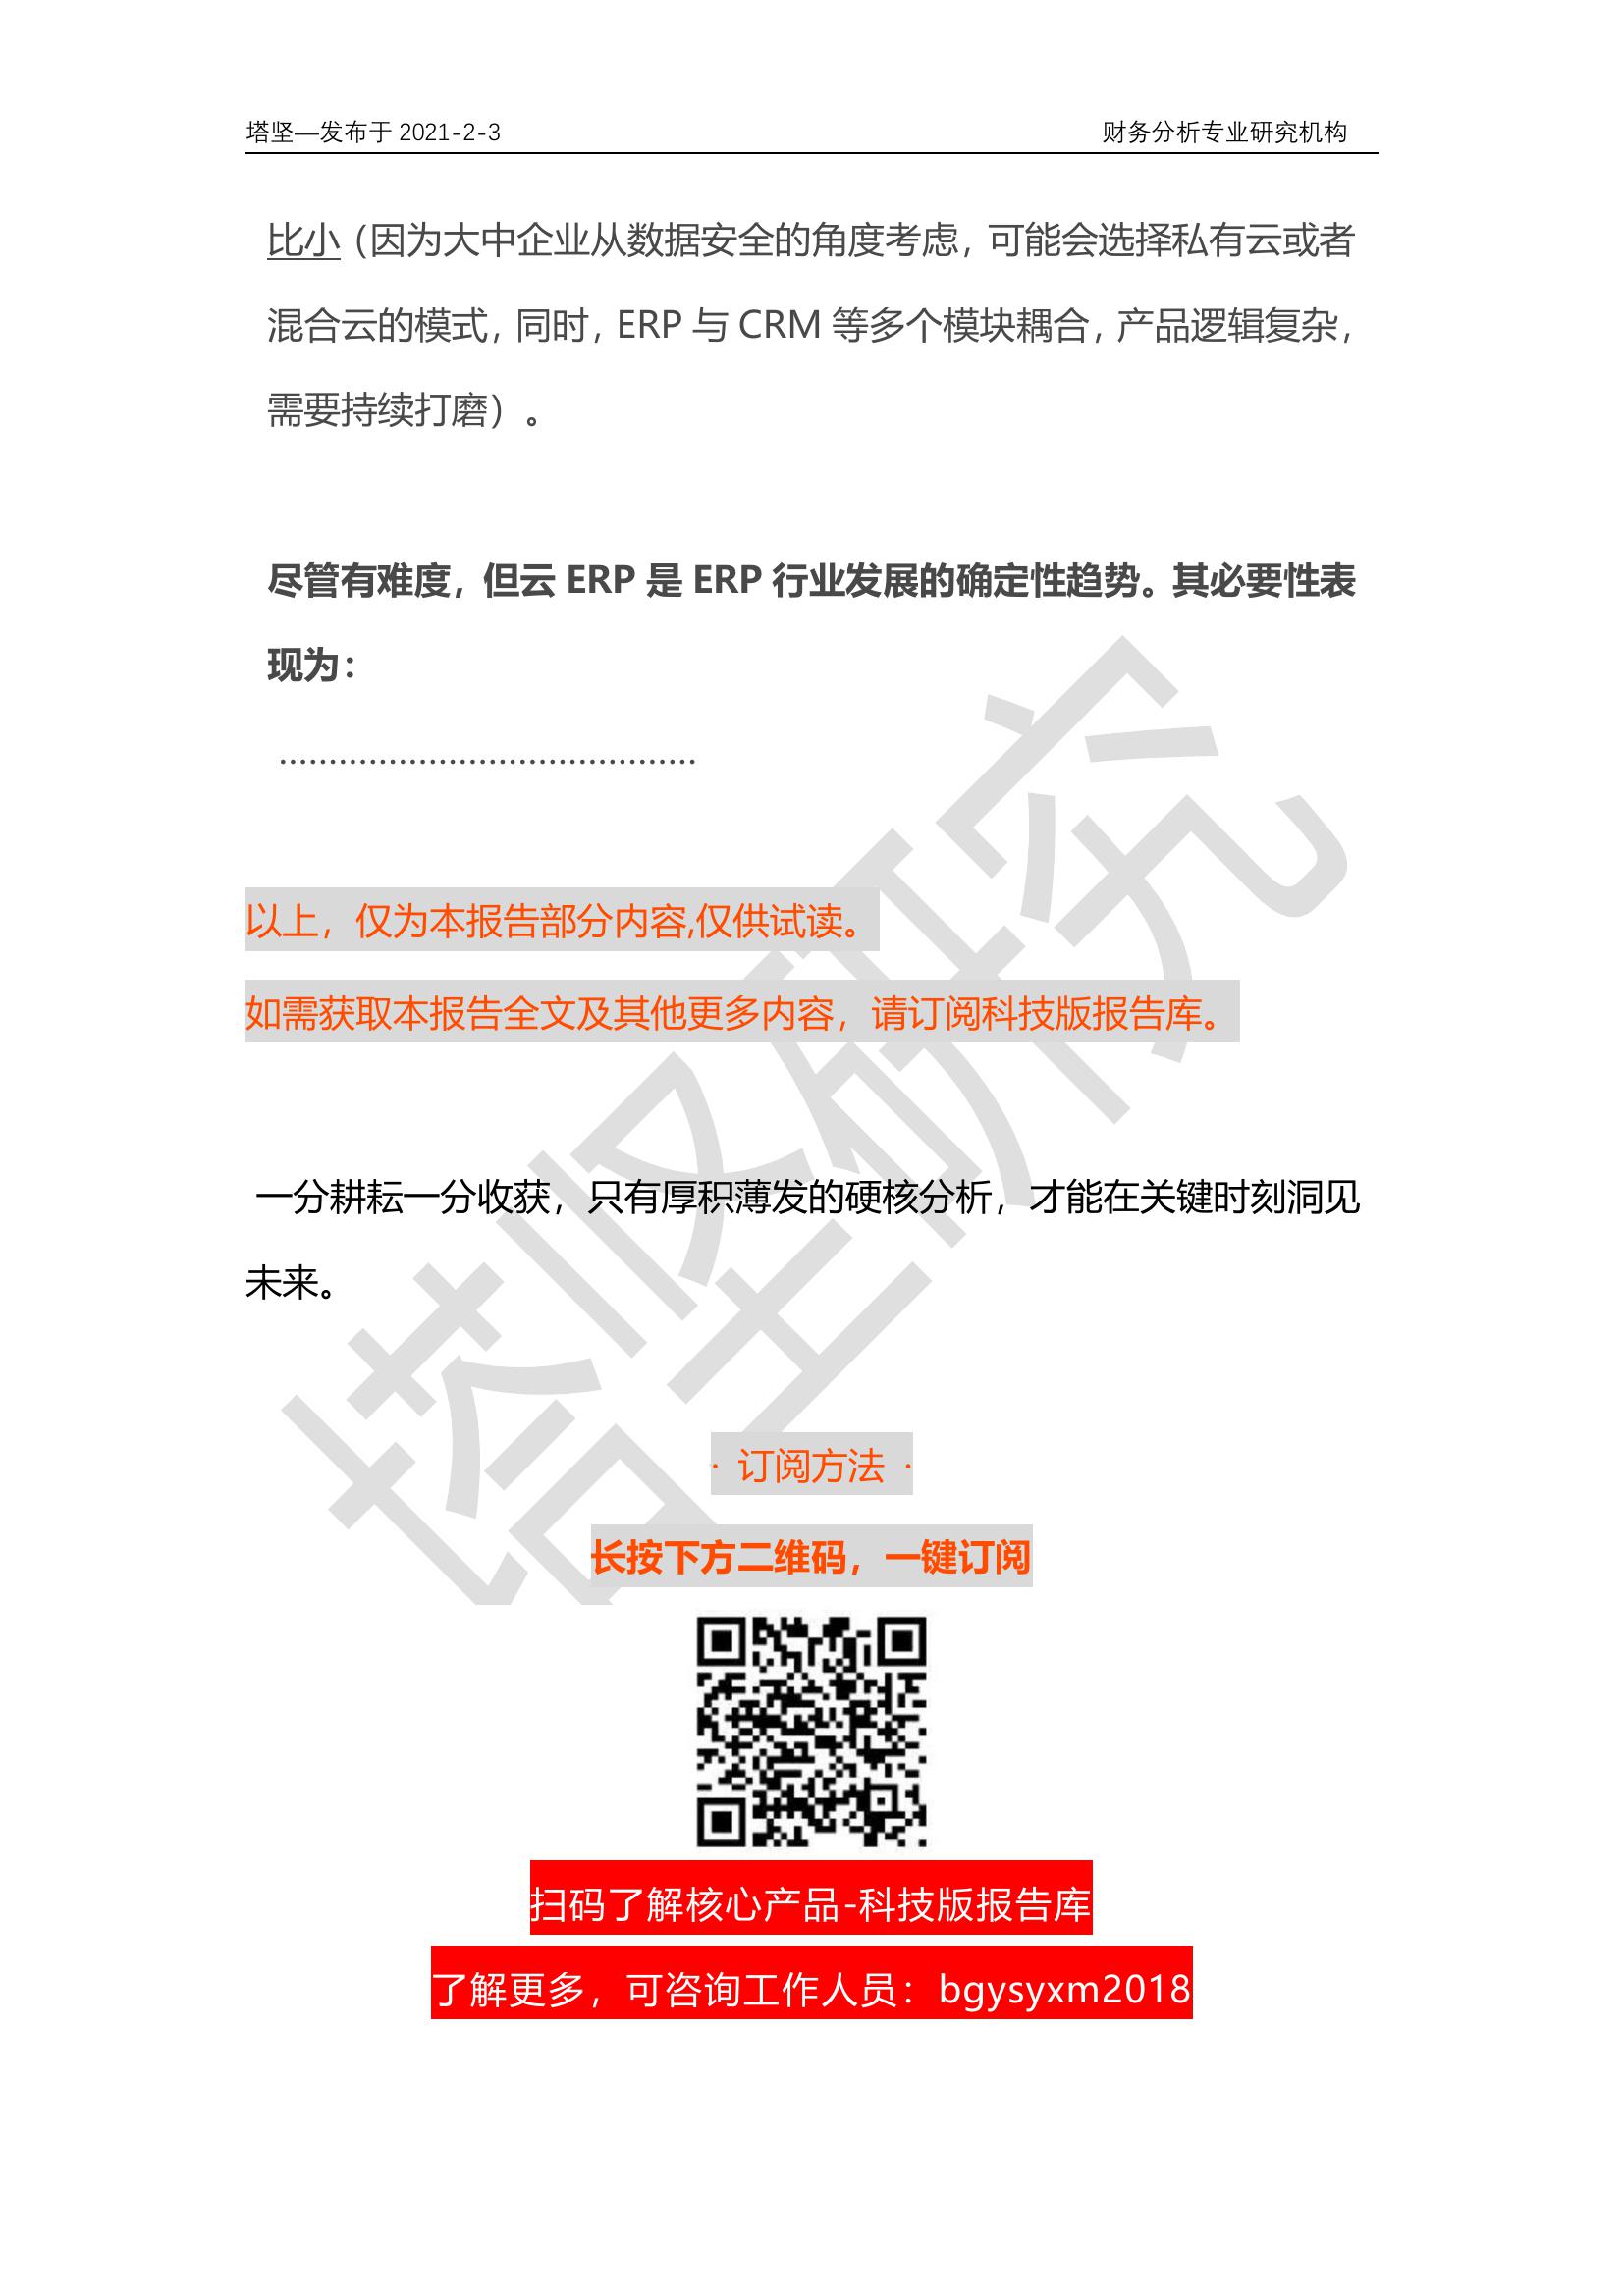 塔坚—发布于 2021-2-3 财务分析专业研究机构
比小（因为大中企业从数据安全的角度考虑，可能会选择私有云或者
混合云的模式，同时，ERP 与 CRM 等多个模块耦合，产品逻辑复杂，
需要持续打磨）。
尽管有难度，但云 ERP 是 ERP 行业发展的确定性趋势。其必要性表
现为：
..........................................
以上，仅为本报告部分内容,仅供试读。
如需获取本报告全文及其他更多内容，请订阅科技版报告库。
一分耕耘一分收获，只有厚积薄发的硬核分析，才能在关键时刻洞见
未来。
· 订阅方法 ·
长按下方二维码，一键订阅
扫码了解核心产品-科技版报告库
了解更多，可咨询工作人员：bgysyxm2018
塔坚研究